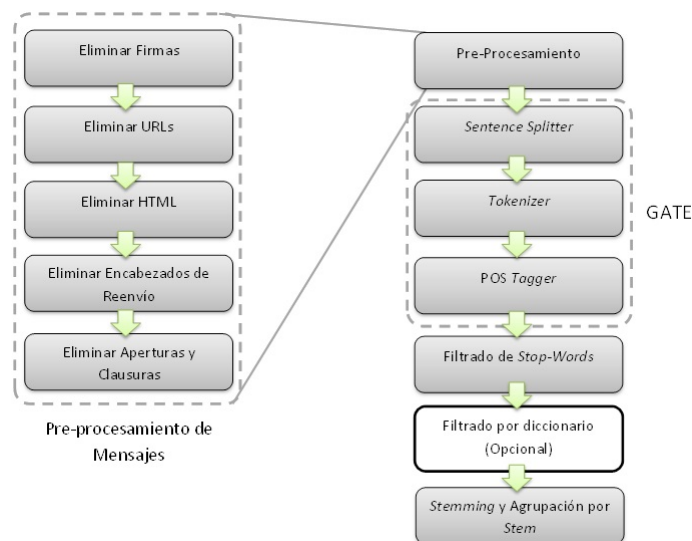 Eliminar Firmas
Eliminar URLs
Eliminar HTML
Eliminar Encabezados de
Reenvío
Eliminar Aperturas y
Clausuras
Pre-procesamiento de
Mensajes
Pre-Procesamiento
Sentence Splitter
Tokenizer
POS Tagger
GATE
Filtrado de Stop-Words
Filtrado por diccionario
(Opcional)
Stemming y Agrupación por
Stem